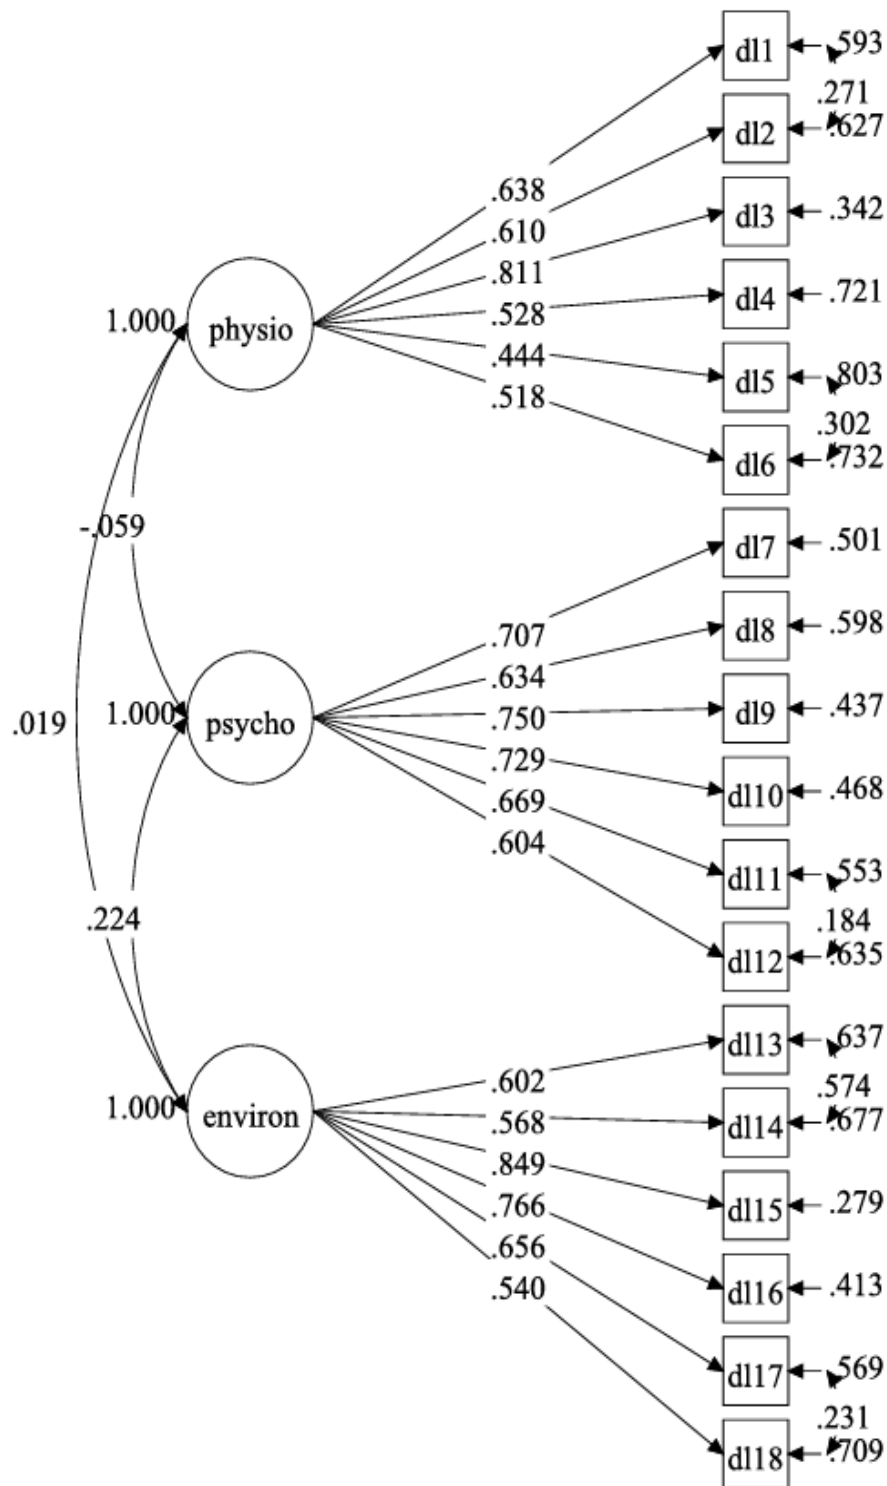 dl1 .593
.271
dl2 .627
.638
dl3 .342
.610
.811
dl4 .721
1.000 physio
.528
.444
dl5 .803
.518
.302
dl6 .732
-.059
dl7 .501
.707
dl8 .598
.634
1.000 psycho
.019
.750
dl9 .437
.729
dl10 .468
.669
.604
dl11 .553
.224
.184
dl12 .635
dl13 .637
.602
.574
1.000 environ
.568
dl14 .677
.849
dl15 .279
.766
.656
dl16 .413
.540
dl17 .569
.231
dl18 .709